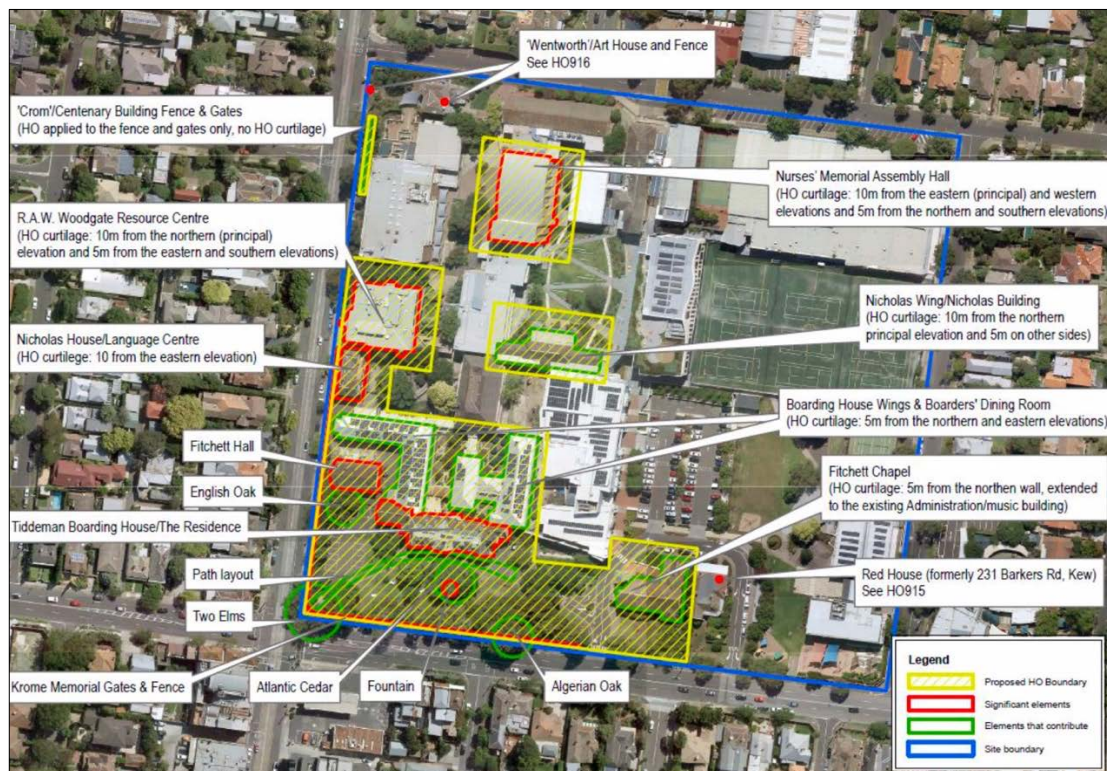 'Wentworth'/Art House and Fence
See HO916
'Crom'/Centenary Building Fence & Gates
(HO applied to the fence and gates only, no HO curtilage)
Nurses' Memorial Assembly Hall
(HO curtilage: 10m from the eastern (principal) and western
elevations and 5m from the northern and southern elevations)
R.A.W. Woodgate Resource Centre
(HO curtilage: 10m from the northern (principal)
elevation and 5m from the eastern and southern elevations)
Nicholas Wing/Nicholas Building
(HO curtilage: 10m from the northern
principal elevation and 5m on other sides)
Nicholas House/Language Centre
(HO curtilege: 10 from the eastern elevation)
Boarding House Wings & Boarders' Dining Room
(HO curtilage: 5m from the northern and eastern elevations)
Fitchett Hall
Fitchett Chapel
(HO curtilage: 5m from the northen wall, extended
to the existing Administration/music building)
English Oak
Tiddeman Boarding House/The Residence
Path layout
Red House (formerly 231 Barkers Rd, Kew)
See HO915
Two Elms
Krome Memorial Gates & Fence
Atlantic Cedar
Fountain
Algerian Oak
Legend
Proposed HO Boundary
Significant elements
Elements that contribute
Site boundary